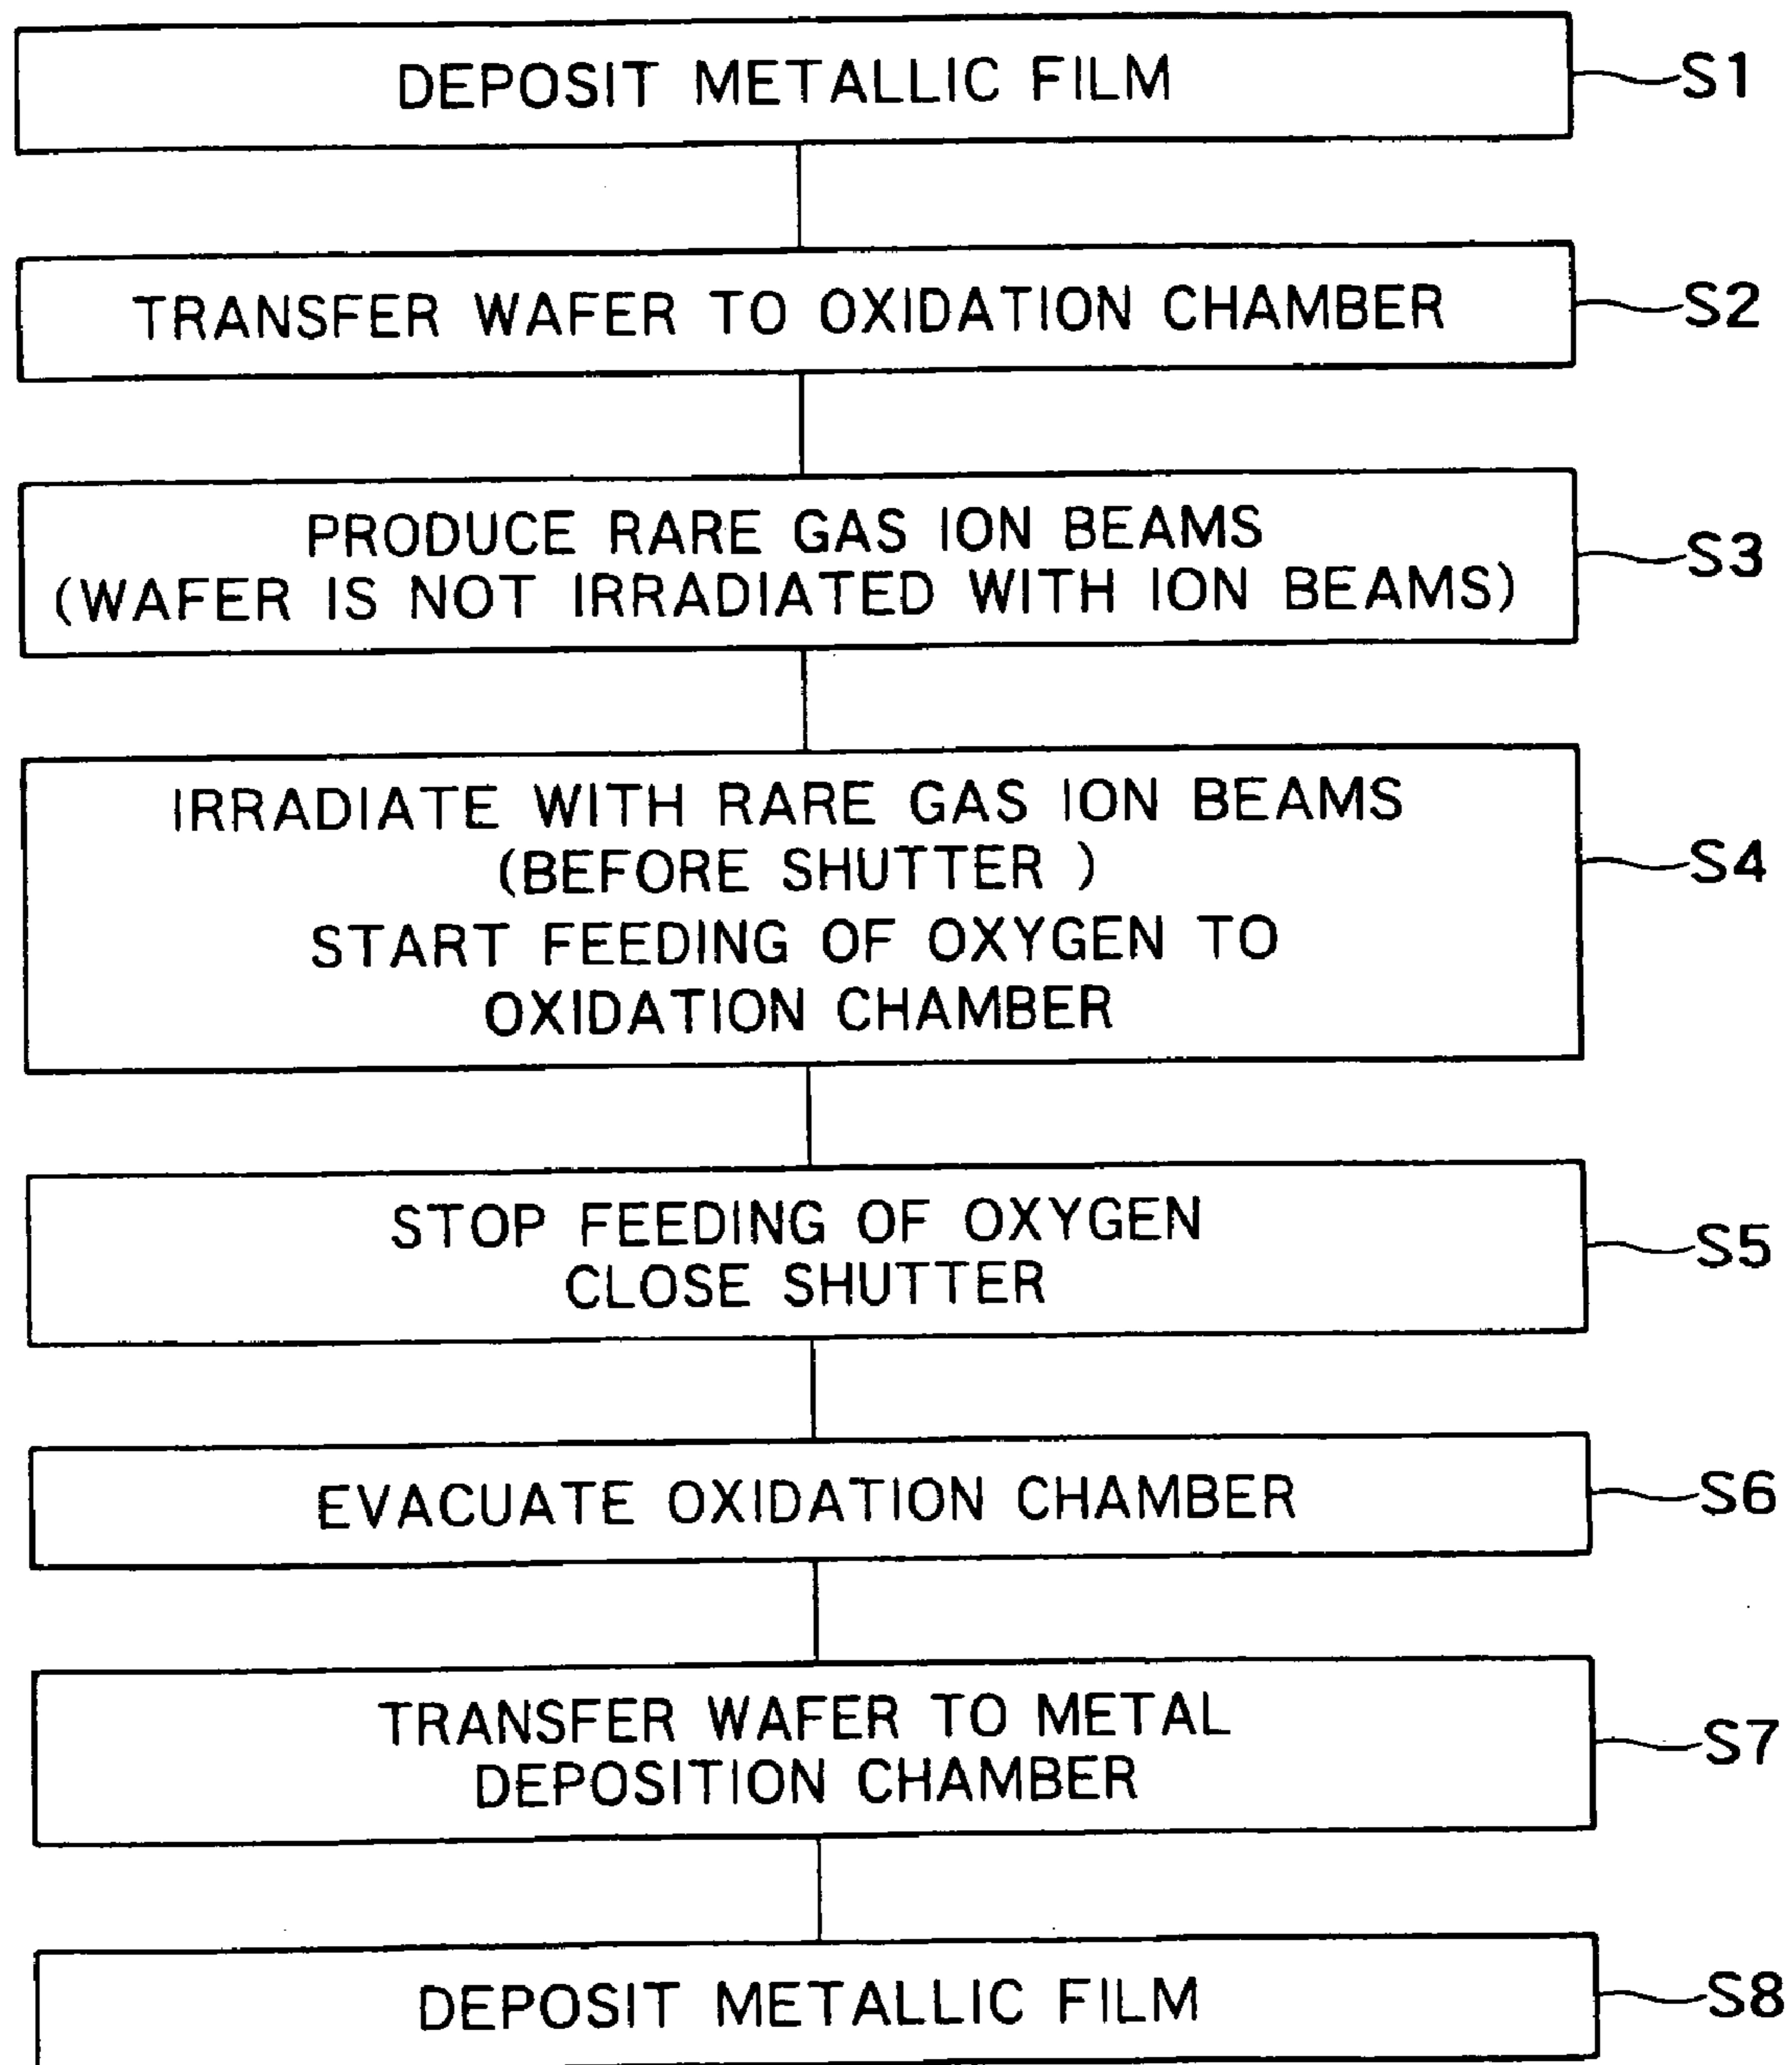 DEPOSIT METALLIC FILM
S1
TRANSFER WAFER TO OXIDATION CHAMBER
S2
PRODUCE RARE GAS ION BEAMS
(WAFER IS NOT IRRADIATED WITH ION BEAMS)
S3
IRRADIATE WITH RARE GAS ION BEAMS
(BEFORE SHUTTER )
START FEEDING OF OXYGEN TO
OXIDATION CHAMBER
S4
STOP FEEDING OF OXYGEN
CLOSE SHUTTER
S5
EVACUATE OXIDATION CHAMBER
S6
TRANSFER WAFER TO METAL
DEPOSITION CHAMBER
S7
DEPOSIT METALLIC FILM
S8